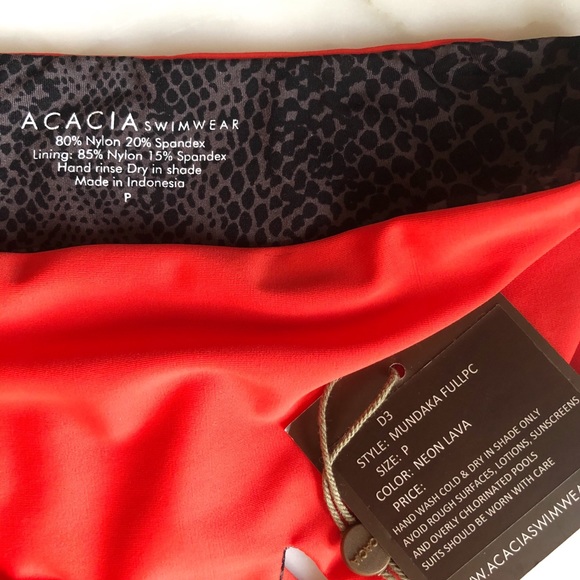 ACACIA SWIMWEAR
80% Nylon 20% Spandex
Lining: 85% Nylon 15% Spandex
Hand rinse Dry in shade
Made in Indonesia
P
D3
STYLE: MUNDAKA FULLPC
SIZE: P
COLOR: NEON LAVA
PRICE:
HAND WASH COLD & DRY IN SHADE ONLY
AVOID ROUGH SURFACES, LOTIONS, SUNSCREENS
AND OVERLY CHLORINATED POOLS
SUITS SHOULD BE WORN WITH CARE
WWW.ACACIASWIMWEAR